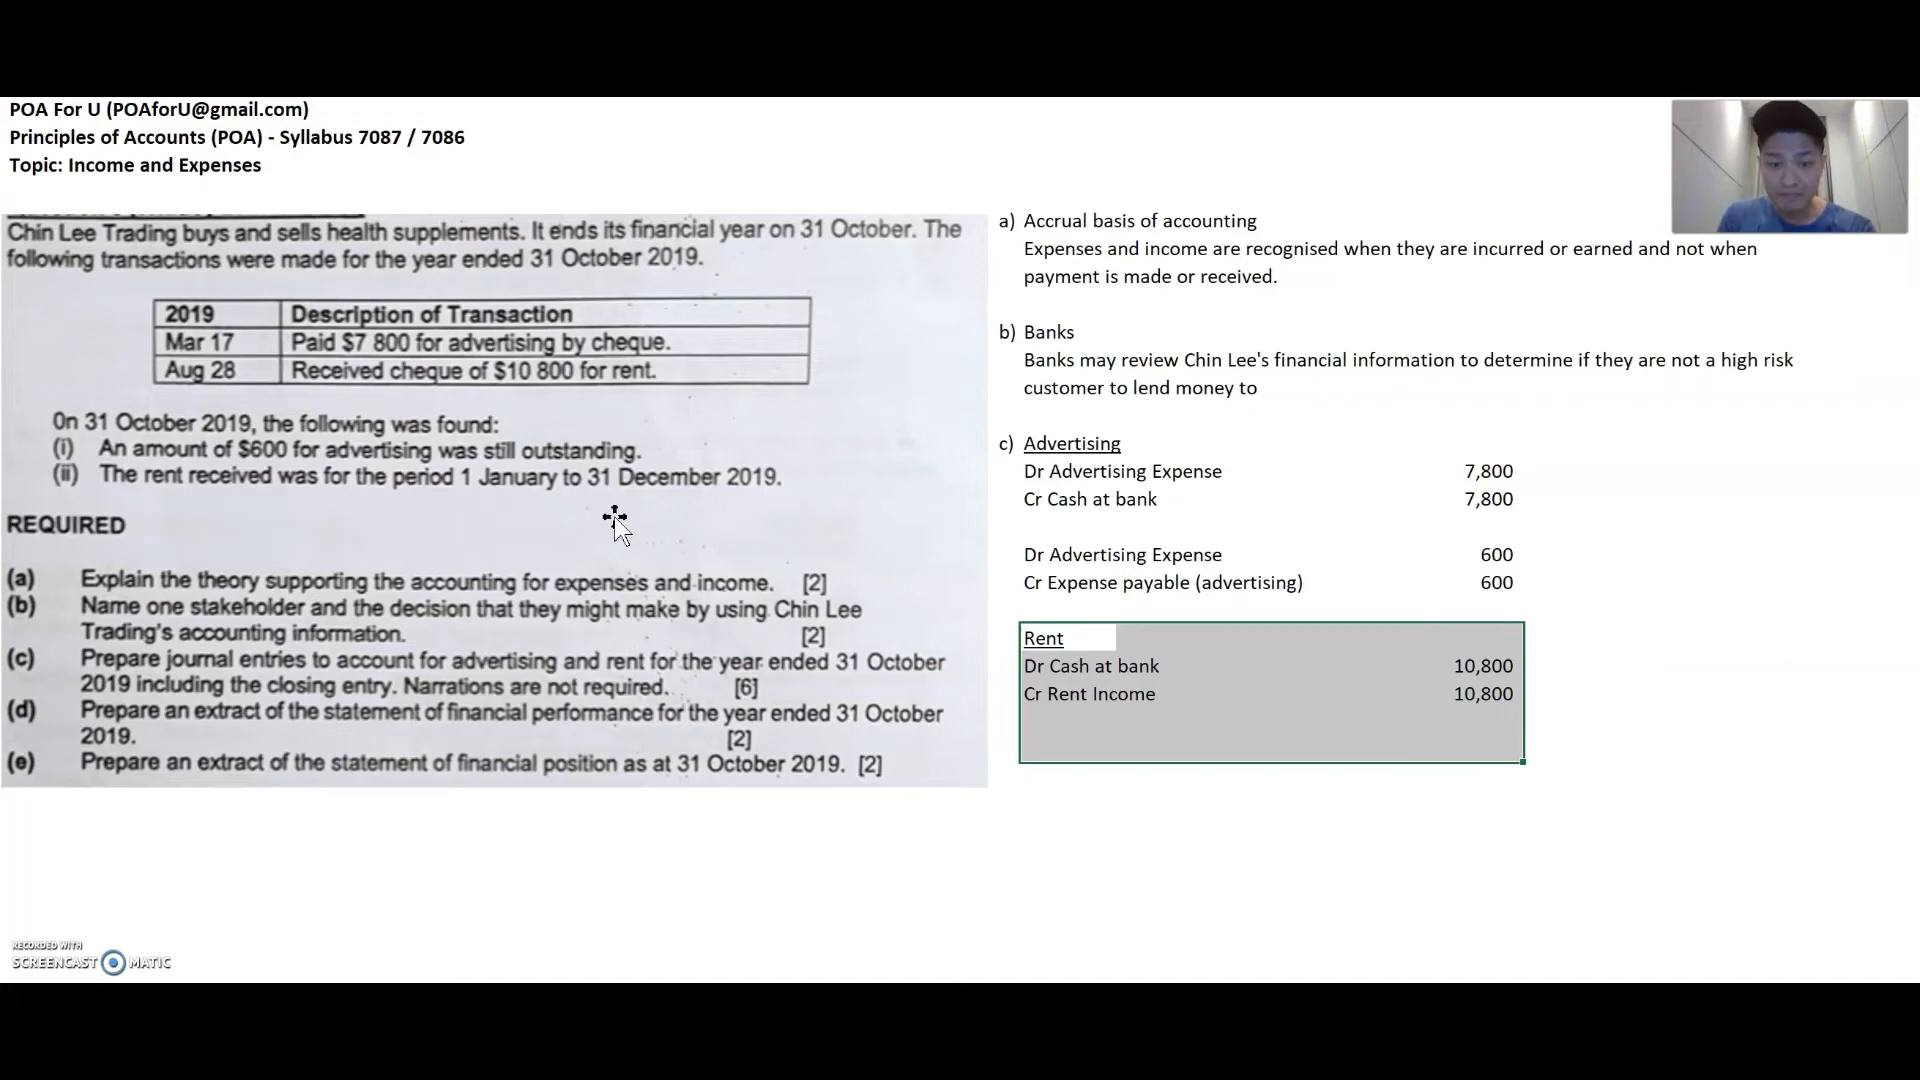 POA For U (POAforU@gmail.com)
Principles of Accounts (POA) - Syllabus 7087 / 7086
Topic: Income and Expenses
Chin Lee Trading buys and sells health supplements. It ends its financial year on 31 October. The
following transactions were made for the year ended 31 October 2019.
2019 Description of Transaction
Mar 17 Paid $7 800 for advertising by cheque.
Aug 28 Received cheque of $10 800 for rent.
On 31 October 2019, the following was found:
(i) An amount of $600 for advertising was still outstanding.
(ii) The rent received was for the period 1 January to 31 December 2019.
REQUIRED
(a) Explain the theory supporting the accounting for expenses and income. [2]
(b) Name one stakeholder and the decision that they might make by using Chin Lee
Trading's accounting information. [2]
(c) Prepare journal entries to account for advertising and rent for the year ended 31 October
2019 including the closing entry. Narrations are not required. [6]
(d) Prepare an extract of the statement of financial performance for the year ended 31 October
2019. [2]
(e) Prepare an extract of the statement of financial position as at 31 October 2019. [2]
a) Accrual basis of accounting
Expenses and income are recognised when they are incurred or earned and not when
payment is made or received.
b) Banks
Banks may review Chin Lee's financial information to determine if they are not a high risk
customer to lend money to
c) Advertising
Dr Advertising Expense 7,800
Cr Cash at bank 7,800
Dr Advertising Expense 600
Cr Expense payable (advertising) 600
Rent
Dr Cash at bank 10,800
Cr Rent Income 10,800
RECORDED WITH
SCREENCAST MATIC